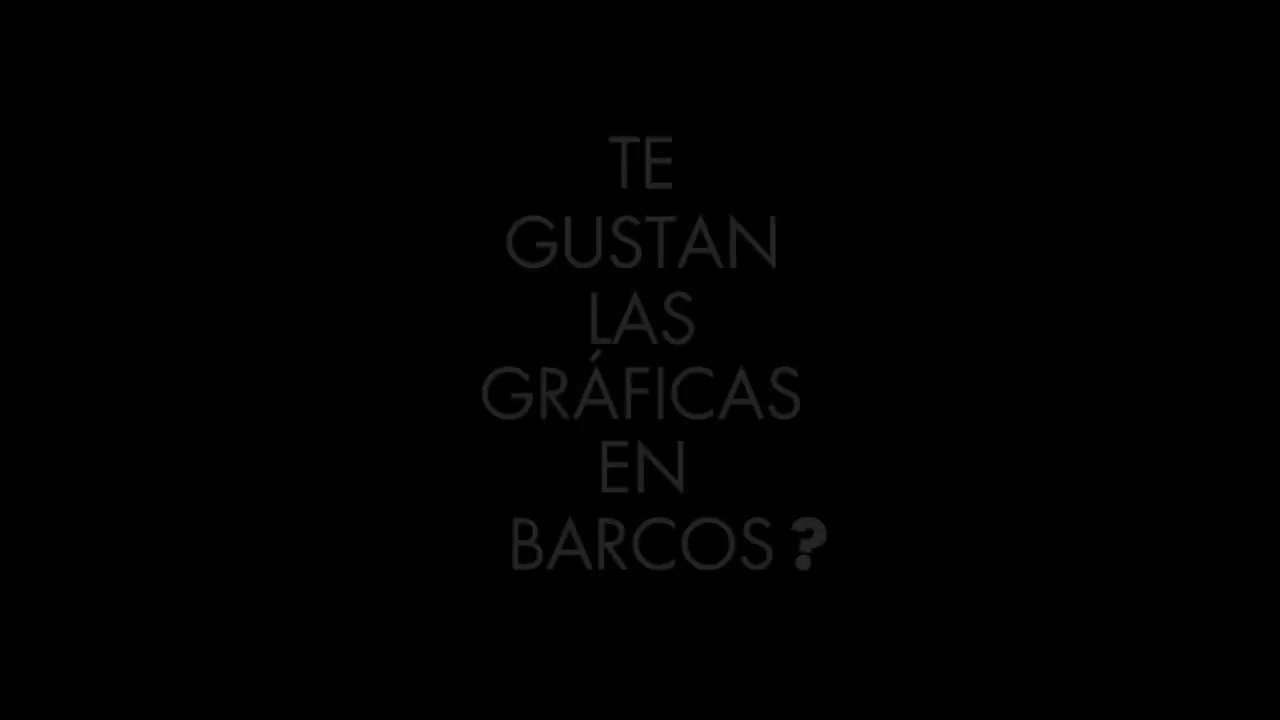 TE
GUSTAN
LAS
GRÁFICAS
EN
BARCOS ?